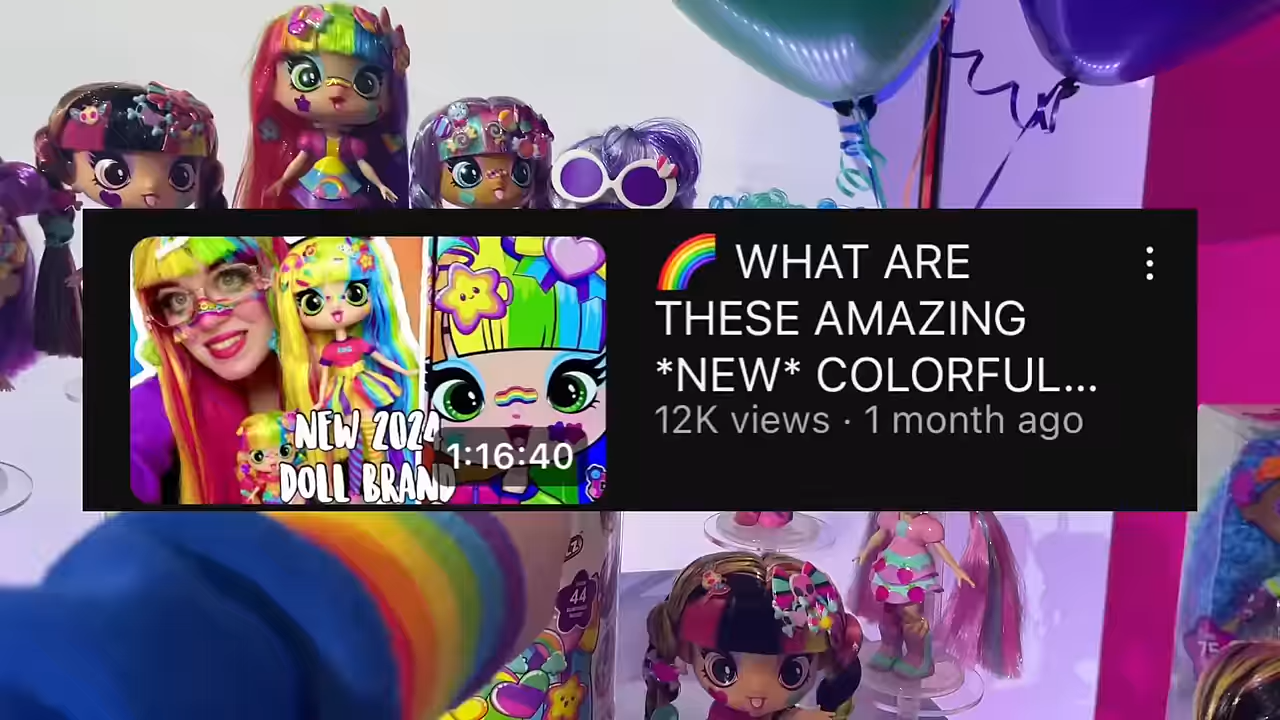 🌈 WHAT ARE
THESE AMAZING
*NEW* COLORFUL...
12K views · 1 month ago
NEW 2024
DOLL BRAND
1:16:40
44
75